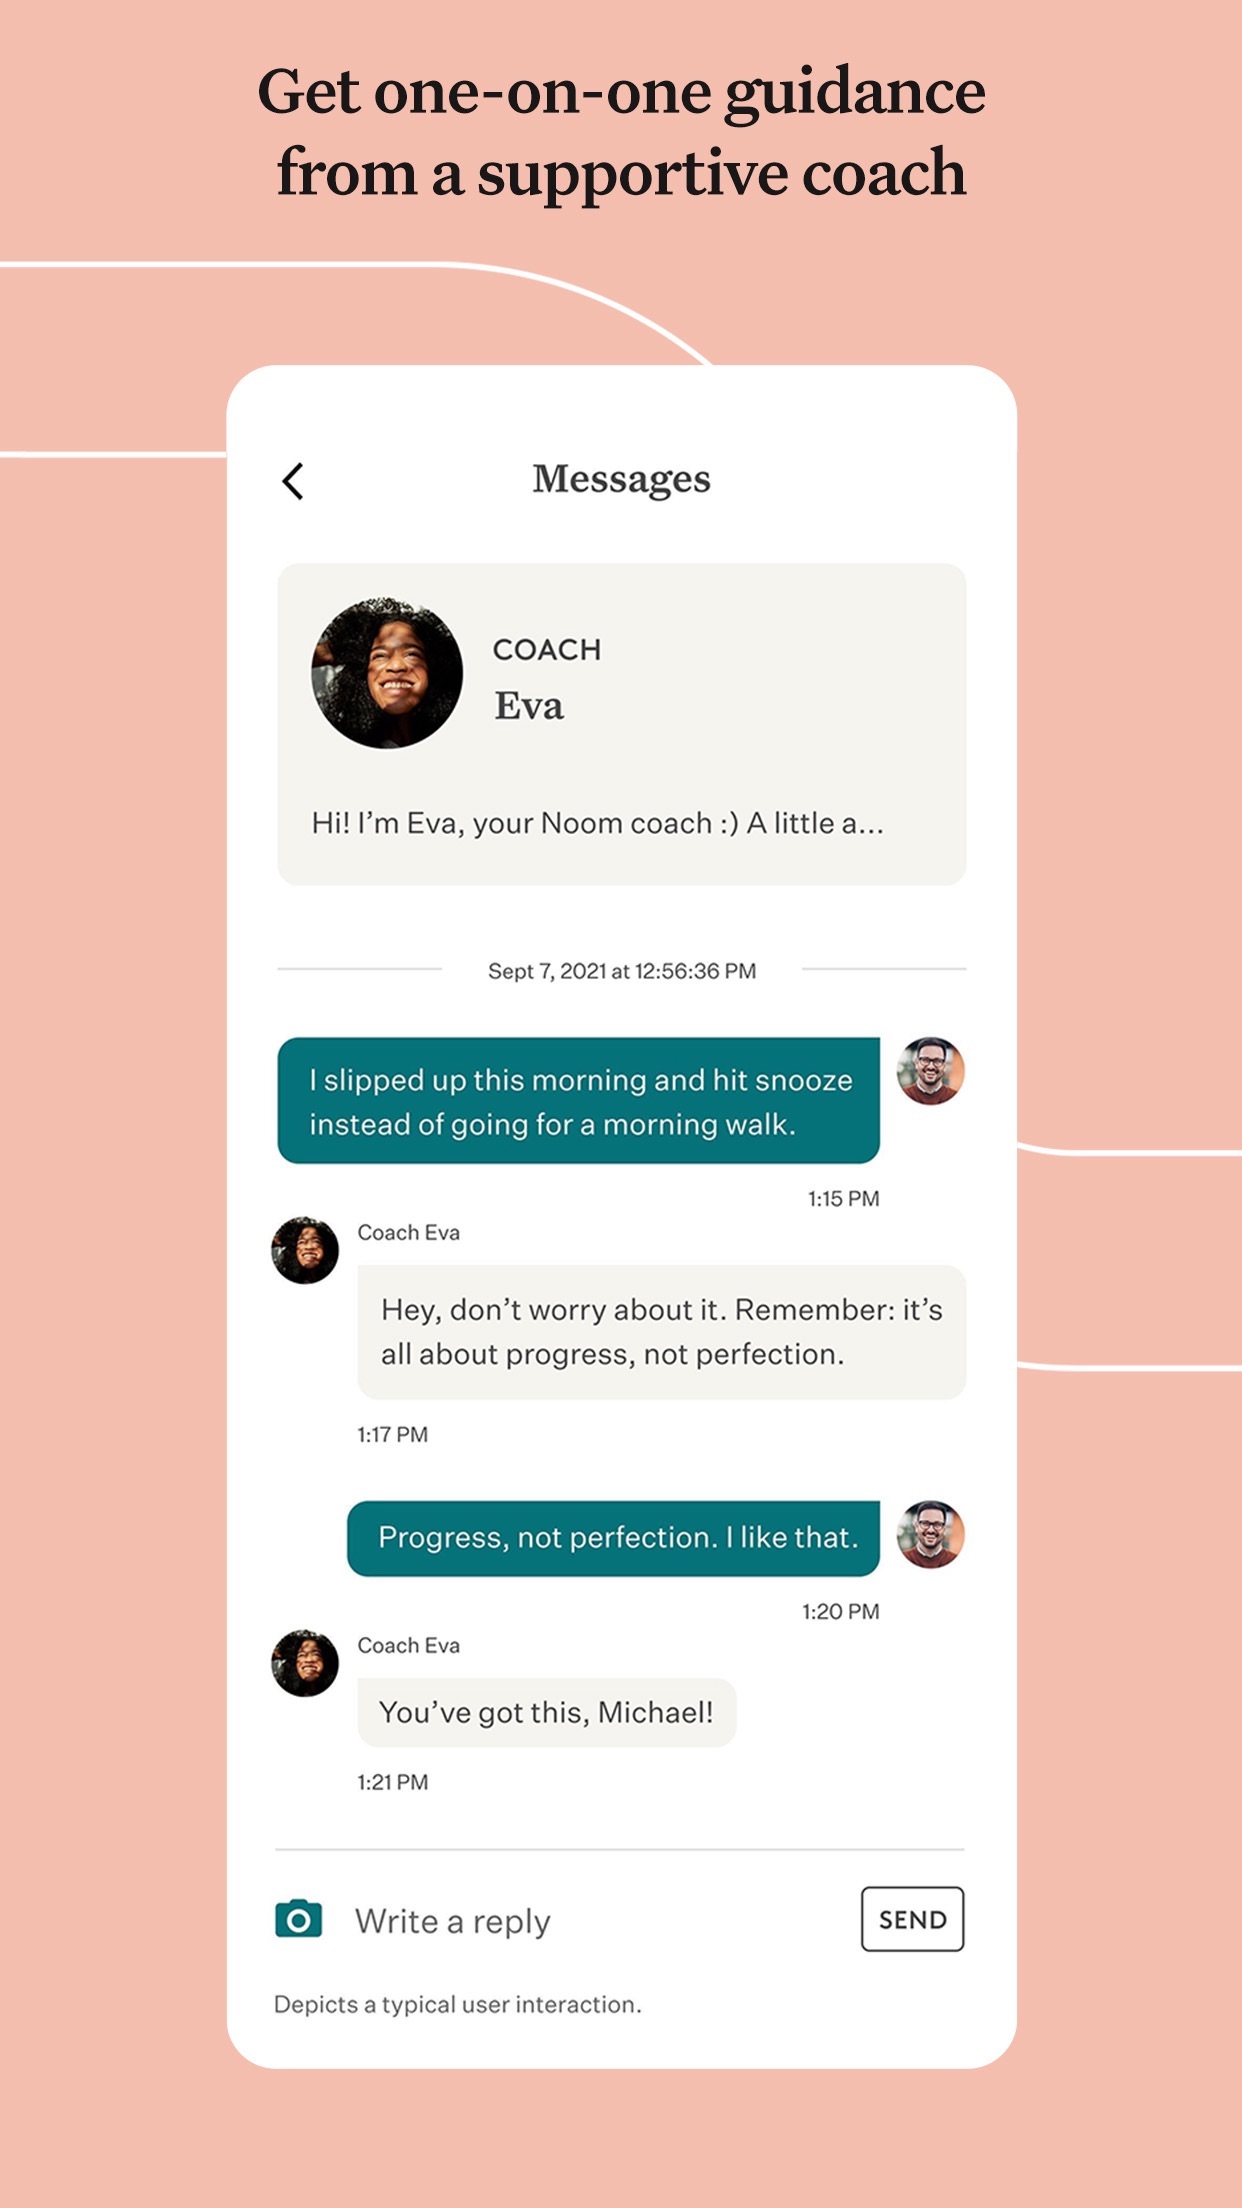 Get one-on-one guidance
from a supportive coach
Messages
COACH
Eva
Hi! I’m Eva, your Noom coach :) A little a...
Sept 7, 2021 at 12:56:36 PM
I slipped up this morning and hit snooze
instead of going for a morning walk.
1:15 PM
Coach Eva
Hey, don’t worry about it. Remember: it’s
all about progress, not perfection.
1:17 PM
Progress, not perfection. I like that.
1:20 PM
Coach Eva
You’ve got this, Michael!
1:21 PM
Write a reply
SEND
Depicts a typical user interaction.